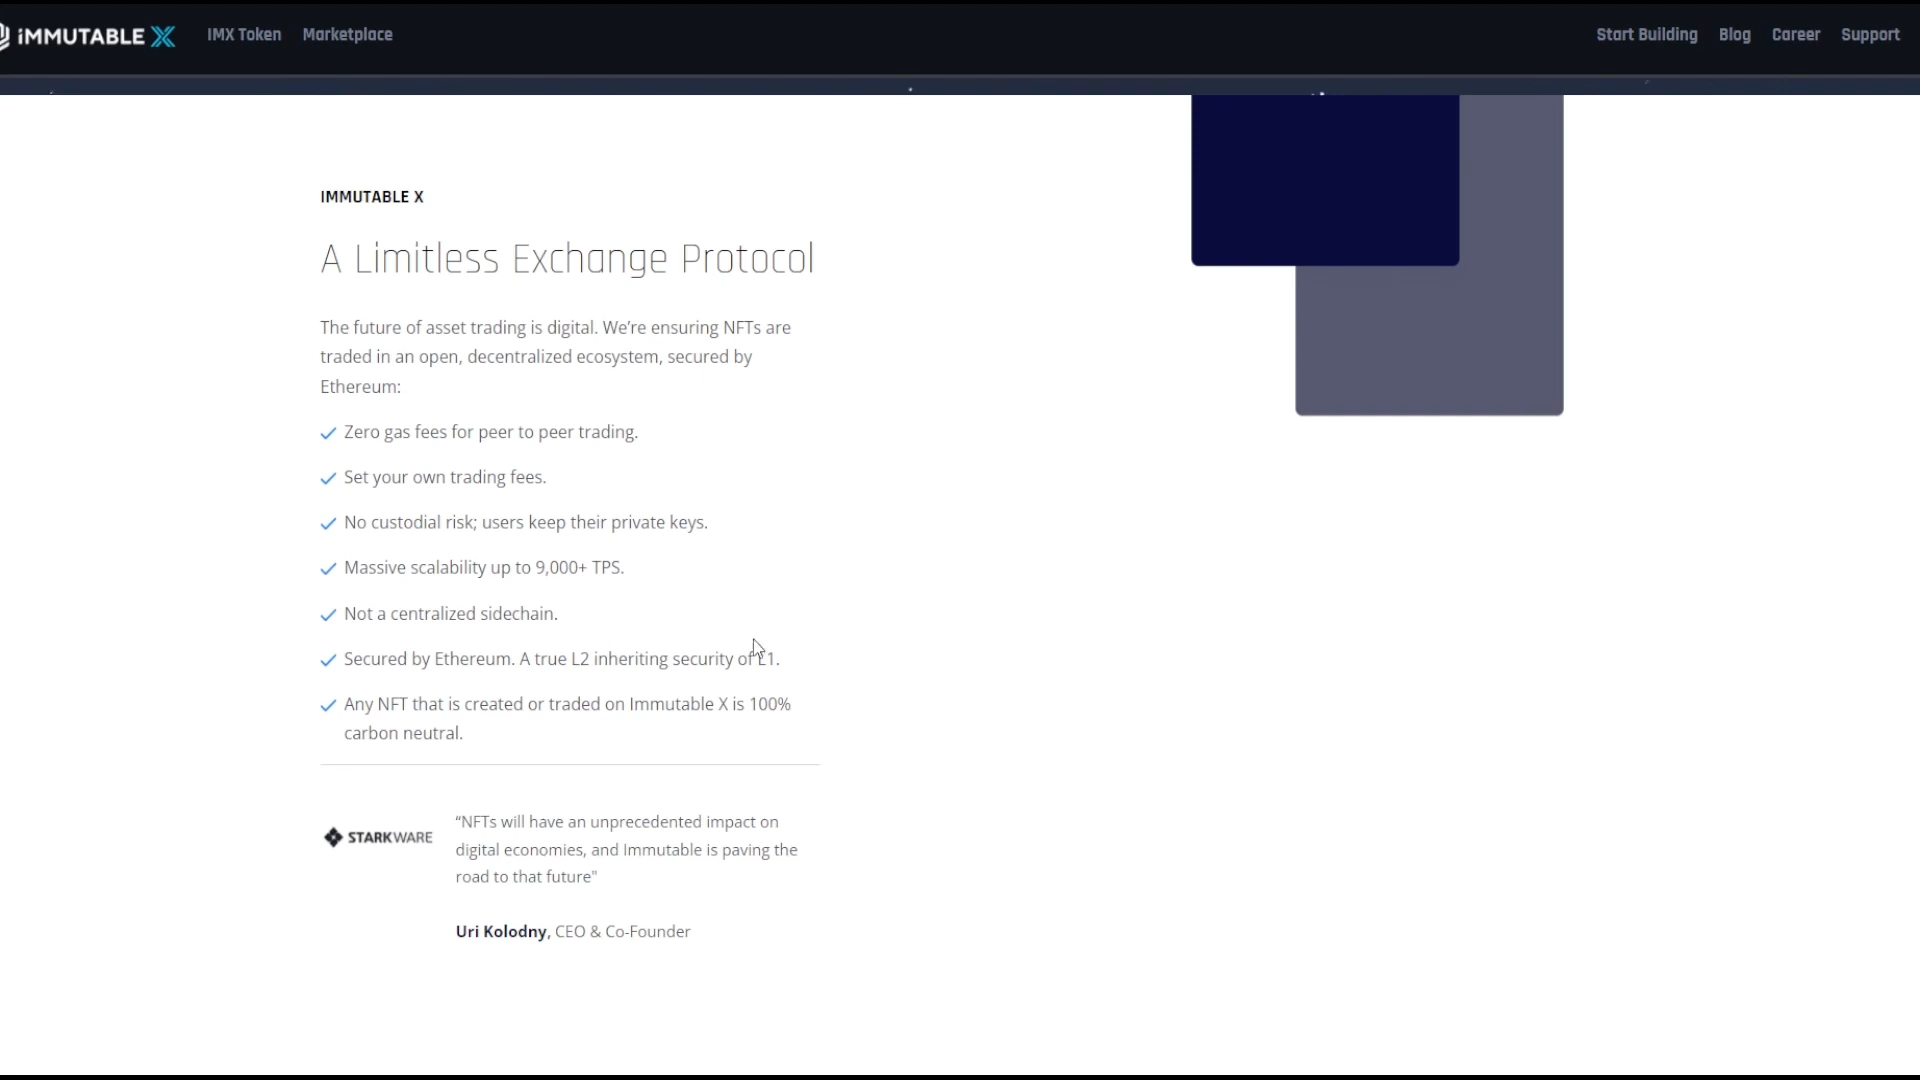 iMMUTABLE X IMX Token Marketplace Start Building Blog Career Support
IMMUTABLE X
A Limitless Exchange Protocol
The future of asset trading is digital. We’re ensuring NFTs are
traded in an open, decentralized ecosystem, secured by
Ethereum:
Zero gas fees for peer to peer trading.
Set your own trading fees.
No custodial risk; users keep their private keys.
Massive scalability up to 9,000+ TPS.
Not a centralized sidechain.
Secured by Ethereum. A true L2 inheriting security of L1.
Any NFT that is created or traded on Immutable X is 100%
carbon neutral.
STARKWARE
“NFTs will have an unprecedented impact on
digital economies, and Immutable is paving the
road to that future"
Uri Kolodny, CEO & Co-Founder